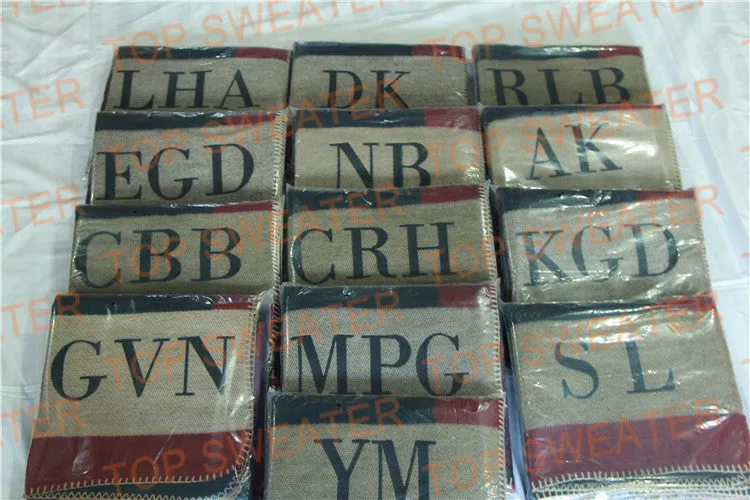 LHA
DK
RLB
EGD
NB
AK
CBB
CRH
KGD
GVN
MPG
SL
YM
TOP SWEATER